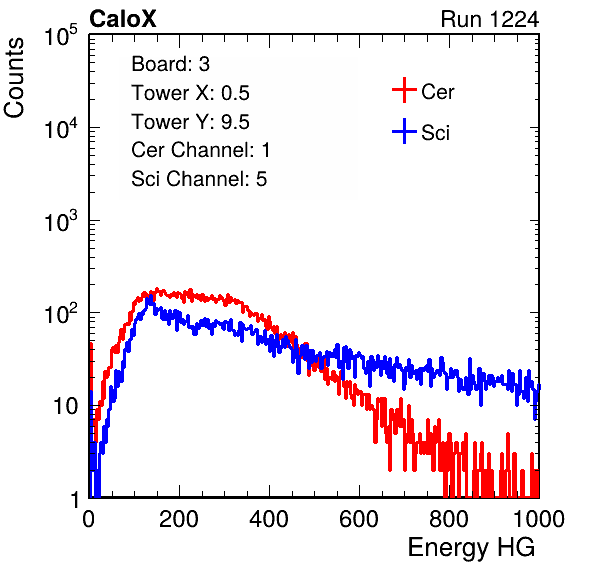 CaloX Run 1224
Counts
10^5
10^4
10^3
10^2
10
1
Board: 3
Tower X: 0.5
Tower Y: 9.5
Cer Channel: 1
Sci Channel: 5
Cer
Sci
0 200 400 600 800 1000
Energy HG